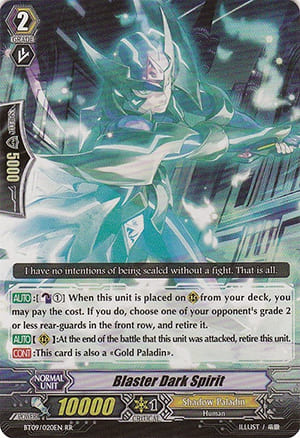 2
GRADE
5000
I have no intentions of being sealed without a fight. That is all.
AUTO :[ 1] When this unit is placed on from your deck, you
may pay the cost. If you do, choose one of your opponent's grade 2
or less rear-guards in the front row, and retire it.
AUTO :[ ]:At the end of the battle that this unit was attacked, retire this unit.
CONT:This card is also a «Gold Paladin».
NORMAL
UNIT
Blaster Dark Spirit
POWER
10000
1
Shadow Paladin
Human
BT09/020EN RR
ILLUST /